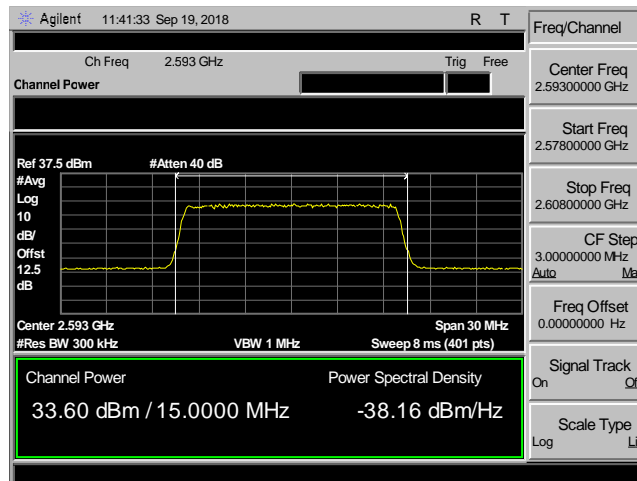 Agilent 11:41:33 Sep 19, 2018 R T
Ch Freq 2.593 GHz Trig Free
Channel Power
Ref 37.5 dBm #Atten 40 dB
#Avg
Log
10
dB/
Offst
12.5
dB
Center 2.593 GHz Span 30 MHz
#Res BW 300 kHz VBW 1 MHz Sweep 8 ms (401 pts)
Channel Power Power Spectral Density
33.60 dBm / 15.0000 MHz -38.16 dBm/Hz
Freq/Channel
Center Freq
2.59300000 GHz
Start Freq
2.57800000 GHz
Stop Freq
2.60800000 GHz
CF Step
3.00000000 MHz
Auto Ma
Freq Offset
0.00000000 Hz
Signal Track
On Of
Scale Type
Log Li